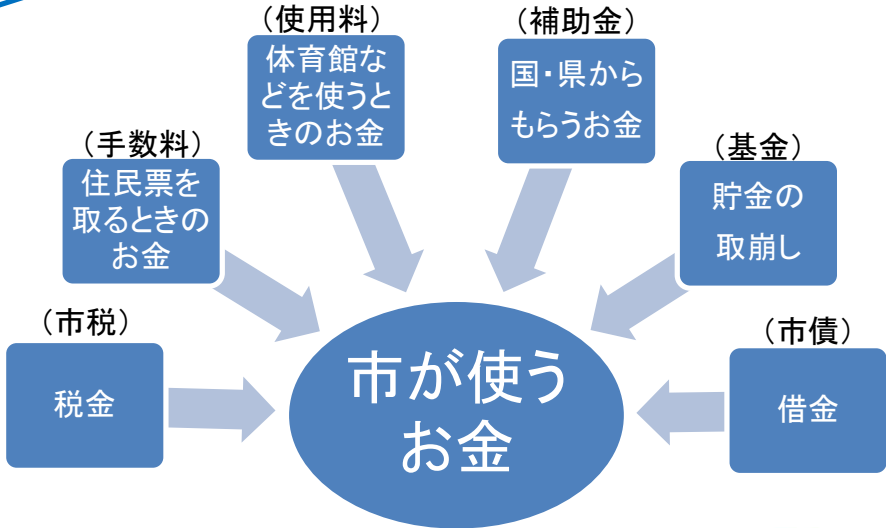 （市税）
税金
（手数料）
住民票を
取るときの
お金
（使用料）
体育館な
どを使うと
きのお金
（補助金）
国・県から
もらうお金
（基金）
貯金の
取崩し
（市債）
借金
市が使う
お金